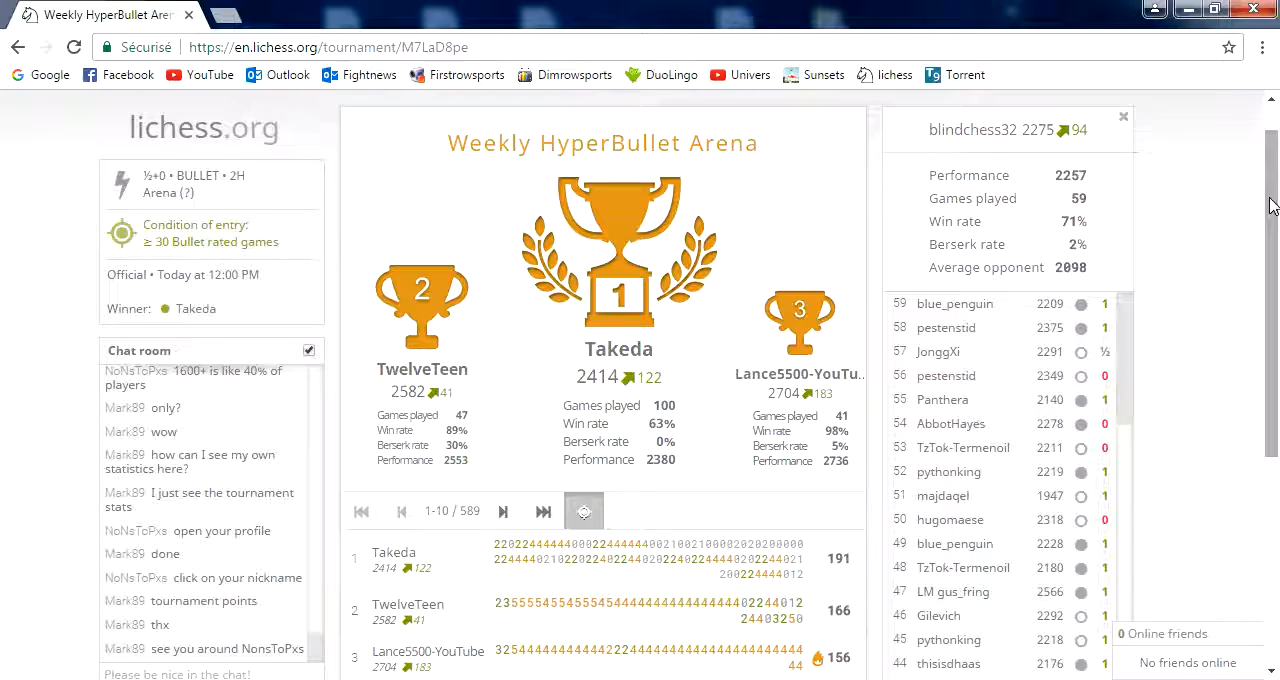 Weekly HyperBullet Arena
Sécurisé https://en.lichess.org/tournament/M7LaD8pe
Google Facebook YouTube Outlook Fightnews Firstrowsports Dimrowsports DuoLingo Univers Sunsets lichess Torrent
lichess.org
½+0 • BULLET • 2H
Arena (?)
Condition of entry:
≥ 30 Bullet rated games
Official • Today at 12:00 PM
Winner: Takeda
Chat room
NoNsToPxs 1600+ is like 40% of
players
Mark89 only?
Mark89 wow
Mark89 how can I see my own
statistics here?
Mark89 I just see the tournament
stats
NoNsToPxs open your profile
Mark89 done
NoNsToPxs click on your nickname
Mark89 tournament points
Mark89 thx
Mark89 see you around NonsToPxs
Please be nice in the chat!
Weekly HyperBullet Arena
2
TwelveTeen
2582 41
Games played 47
Win rate 89%
Berserk rate 30%
Performance 2553
1
Takeda
2414 122
Games played 100
Win rate 63%
Berserk rate 0%
Performance 2380
3
Lance5500-YouTu...
2704 183
Games played 41
Win rate 98%
Berserk rate 5%
Performance 2736
1-10 / 589
1 Takeda 191
2414 122
2 TwelveTeen 166
2582 41
3 Lance5500-YouTube 156
2704 183
blindchess32 2275 94
Performance 2257
Games played 59
Win rate 71%
Berserk rate 2%
Average opponent 2098
59 blue_penguin 2209 1
58 pestenstid 2375 1
57 JonggXi 2291 ½
56 pestenstid 2349 0
55 Panthera 2140 1
54 AbbotHayes 2278 0
53 TzTok-Termenoil 2211 0
52 pythonking 2219 1
51 majdaqel 1947 1
50 hugomaese 2318 0
49 blue_penguin 2228 1
48 TzTok-Termenoil 2180 1
47 LM gus_fring 2566 1
46 Gilevich 2292 1
45 pythonking 2218 1
44 thisisdhaas 2176 1
0 Online friends
No friends online